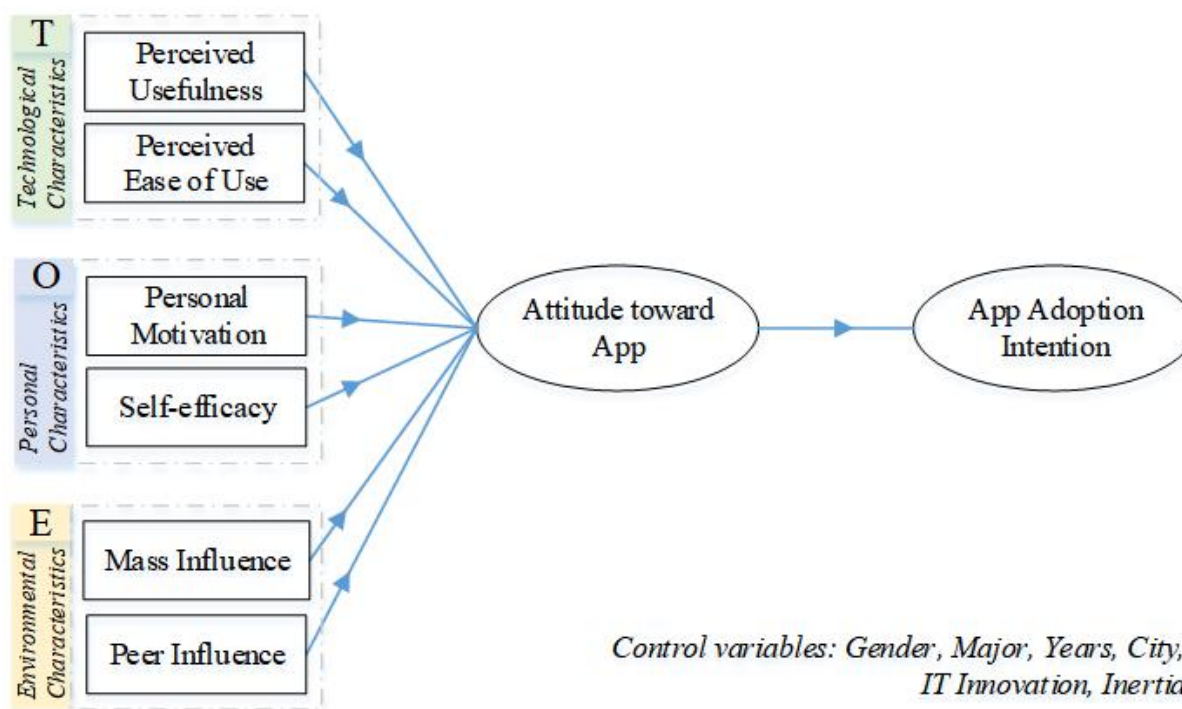 T
Technological
Characteristics
Perceived
Usefulness
Perceived
Ease of Use
O
Personal
Characteristics
Personal
Motivation
Self-efficacy
E
Environmental
Characteristics
Mass Influence
Peer Influence
Attitude toward
App
App Adoption
Intention
Control variables: Gender, Major, Years, City,
IT Innovation, Inertia